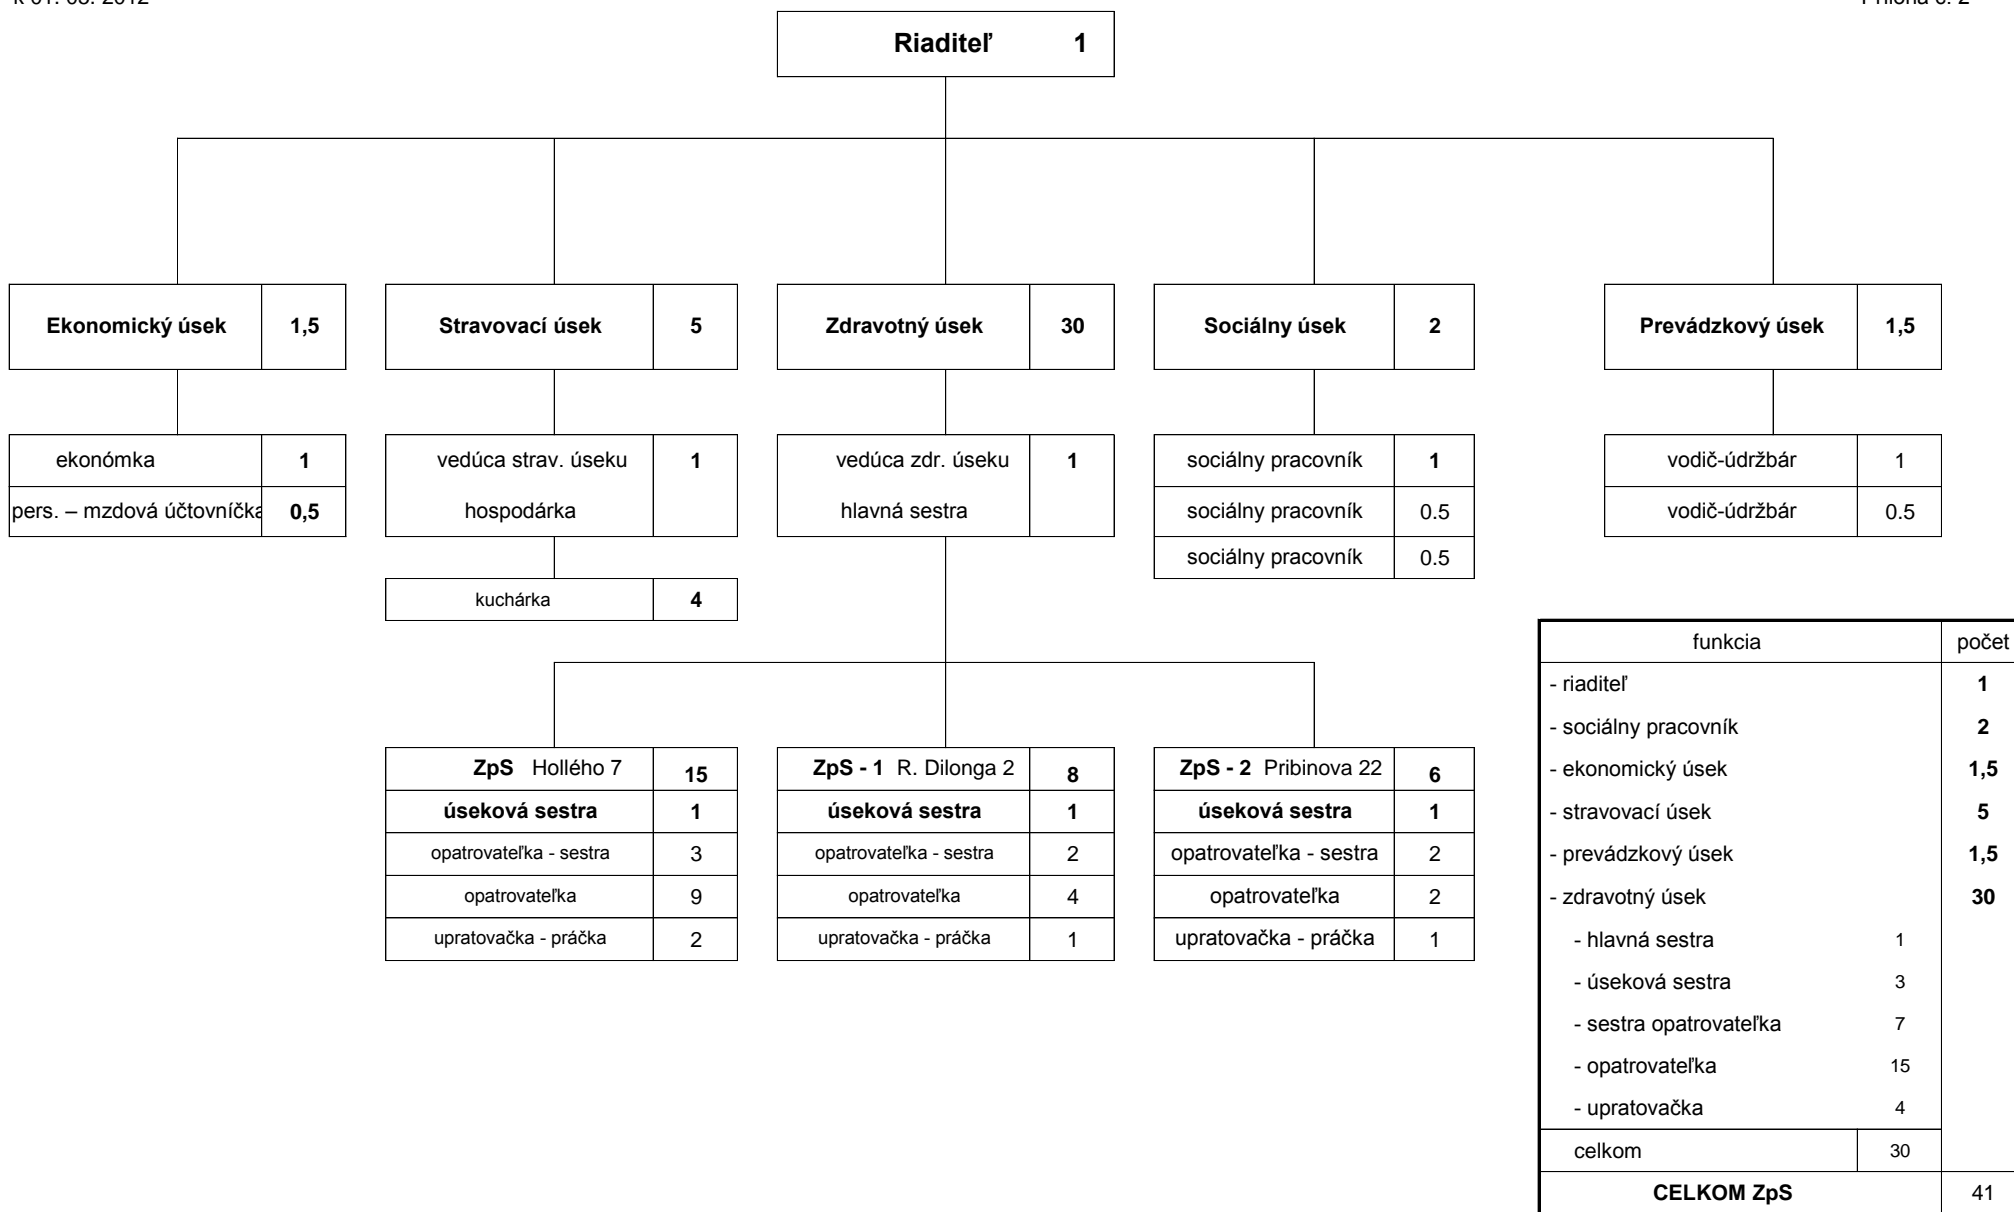 k 01. 03. 2012
Príloha č. 2
Riaditeľ 1
Ekonomický úsek 1,5
Stravovací úsek 5
Zdravotný úsek 30
Sociálny úsek 2
Prevádzkový úsek 1,5
ekonómka 1
pers. – mzdová účtovníčka 0,5
vedúca strav. úseku 1
hospodárka
kuchárka 4
vedúca zdr. úseku 1
hlavná sestra
sociálny pracovník 1
sociálny pracovník 0.5
sociálny pracovník 0.5
vodič-údržbár 1
vodič-údržbár 0.5
ZpS Hollého 7 15
úseková sestra 1
opatrovateľka - sestra 3
opatrovateľka 9
upratovačka - práčka 2
ZpS - 1 R. Dilonga 2 8
úseková sestra 1
opatrovateľka - sestra 2
opatrovateľka 4
upratovačka - práčka 1
ZpS - 2 Pribinova 22 6
úseková sestra 1
opatrovateľka - sestra 2
opatrovateľka 2
upratovačka - práčka 1
funkcia počet
- riaditeľ 1
- sociálny pracovník 2
- ekonomický úsek 1,5
- stravovací úsek 5
- prevádzkový úsek 1,5
- zdravotný úsek 30
- hlavná sestra 1
- úseková sestra 3
- sestra opatrovateľka 7
- opatrovateľka 15
- upratovačka 4
celkom 30
CELKOM ZpS 41